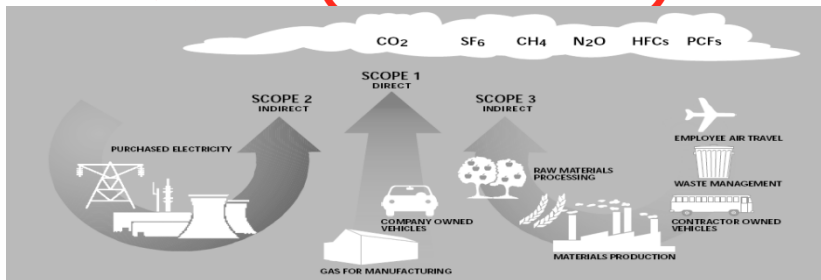 CO2 SF6 CH4 N2O HFCs PCFs
SCOPE 1
DIRECT
SCOPE 2
INDIRECT
SCOPE 3
INDIRECT
PURCHASED ELECTRICITY
COMPANY OWNED
VEHICLES
GAS FOR MANUFACTURING
RAW MATERIALS
PROCESSING
MATERIALS PRODUCTION
EMPLOYEE AIR TRAVEL
WASTE MANAGEMENT
CONTRACTOR OWNED
VEHICLES